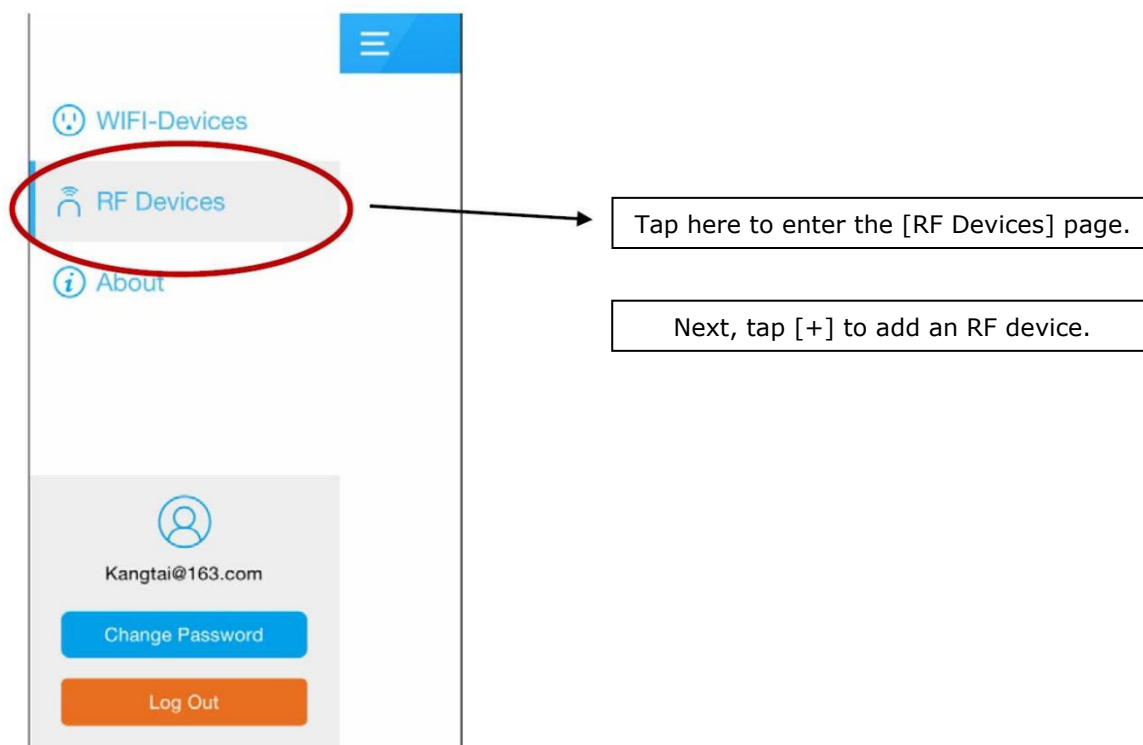 WIFI-Devices
RF Devices
About
Tap here to enter the [RF Devices] page.
Next, tap [+] to add an RF device.
Kangtai@163.com
Change Password
Log Out